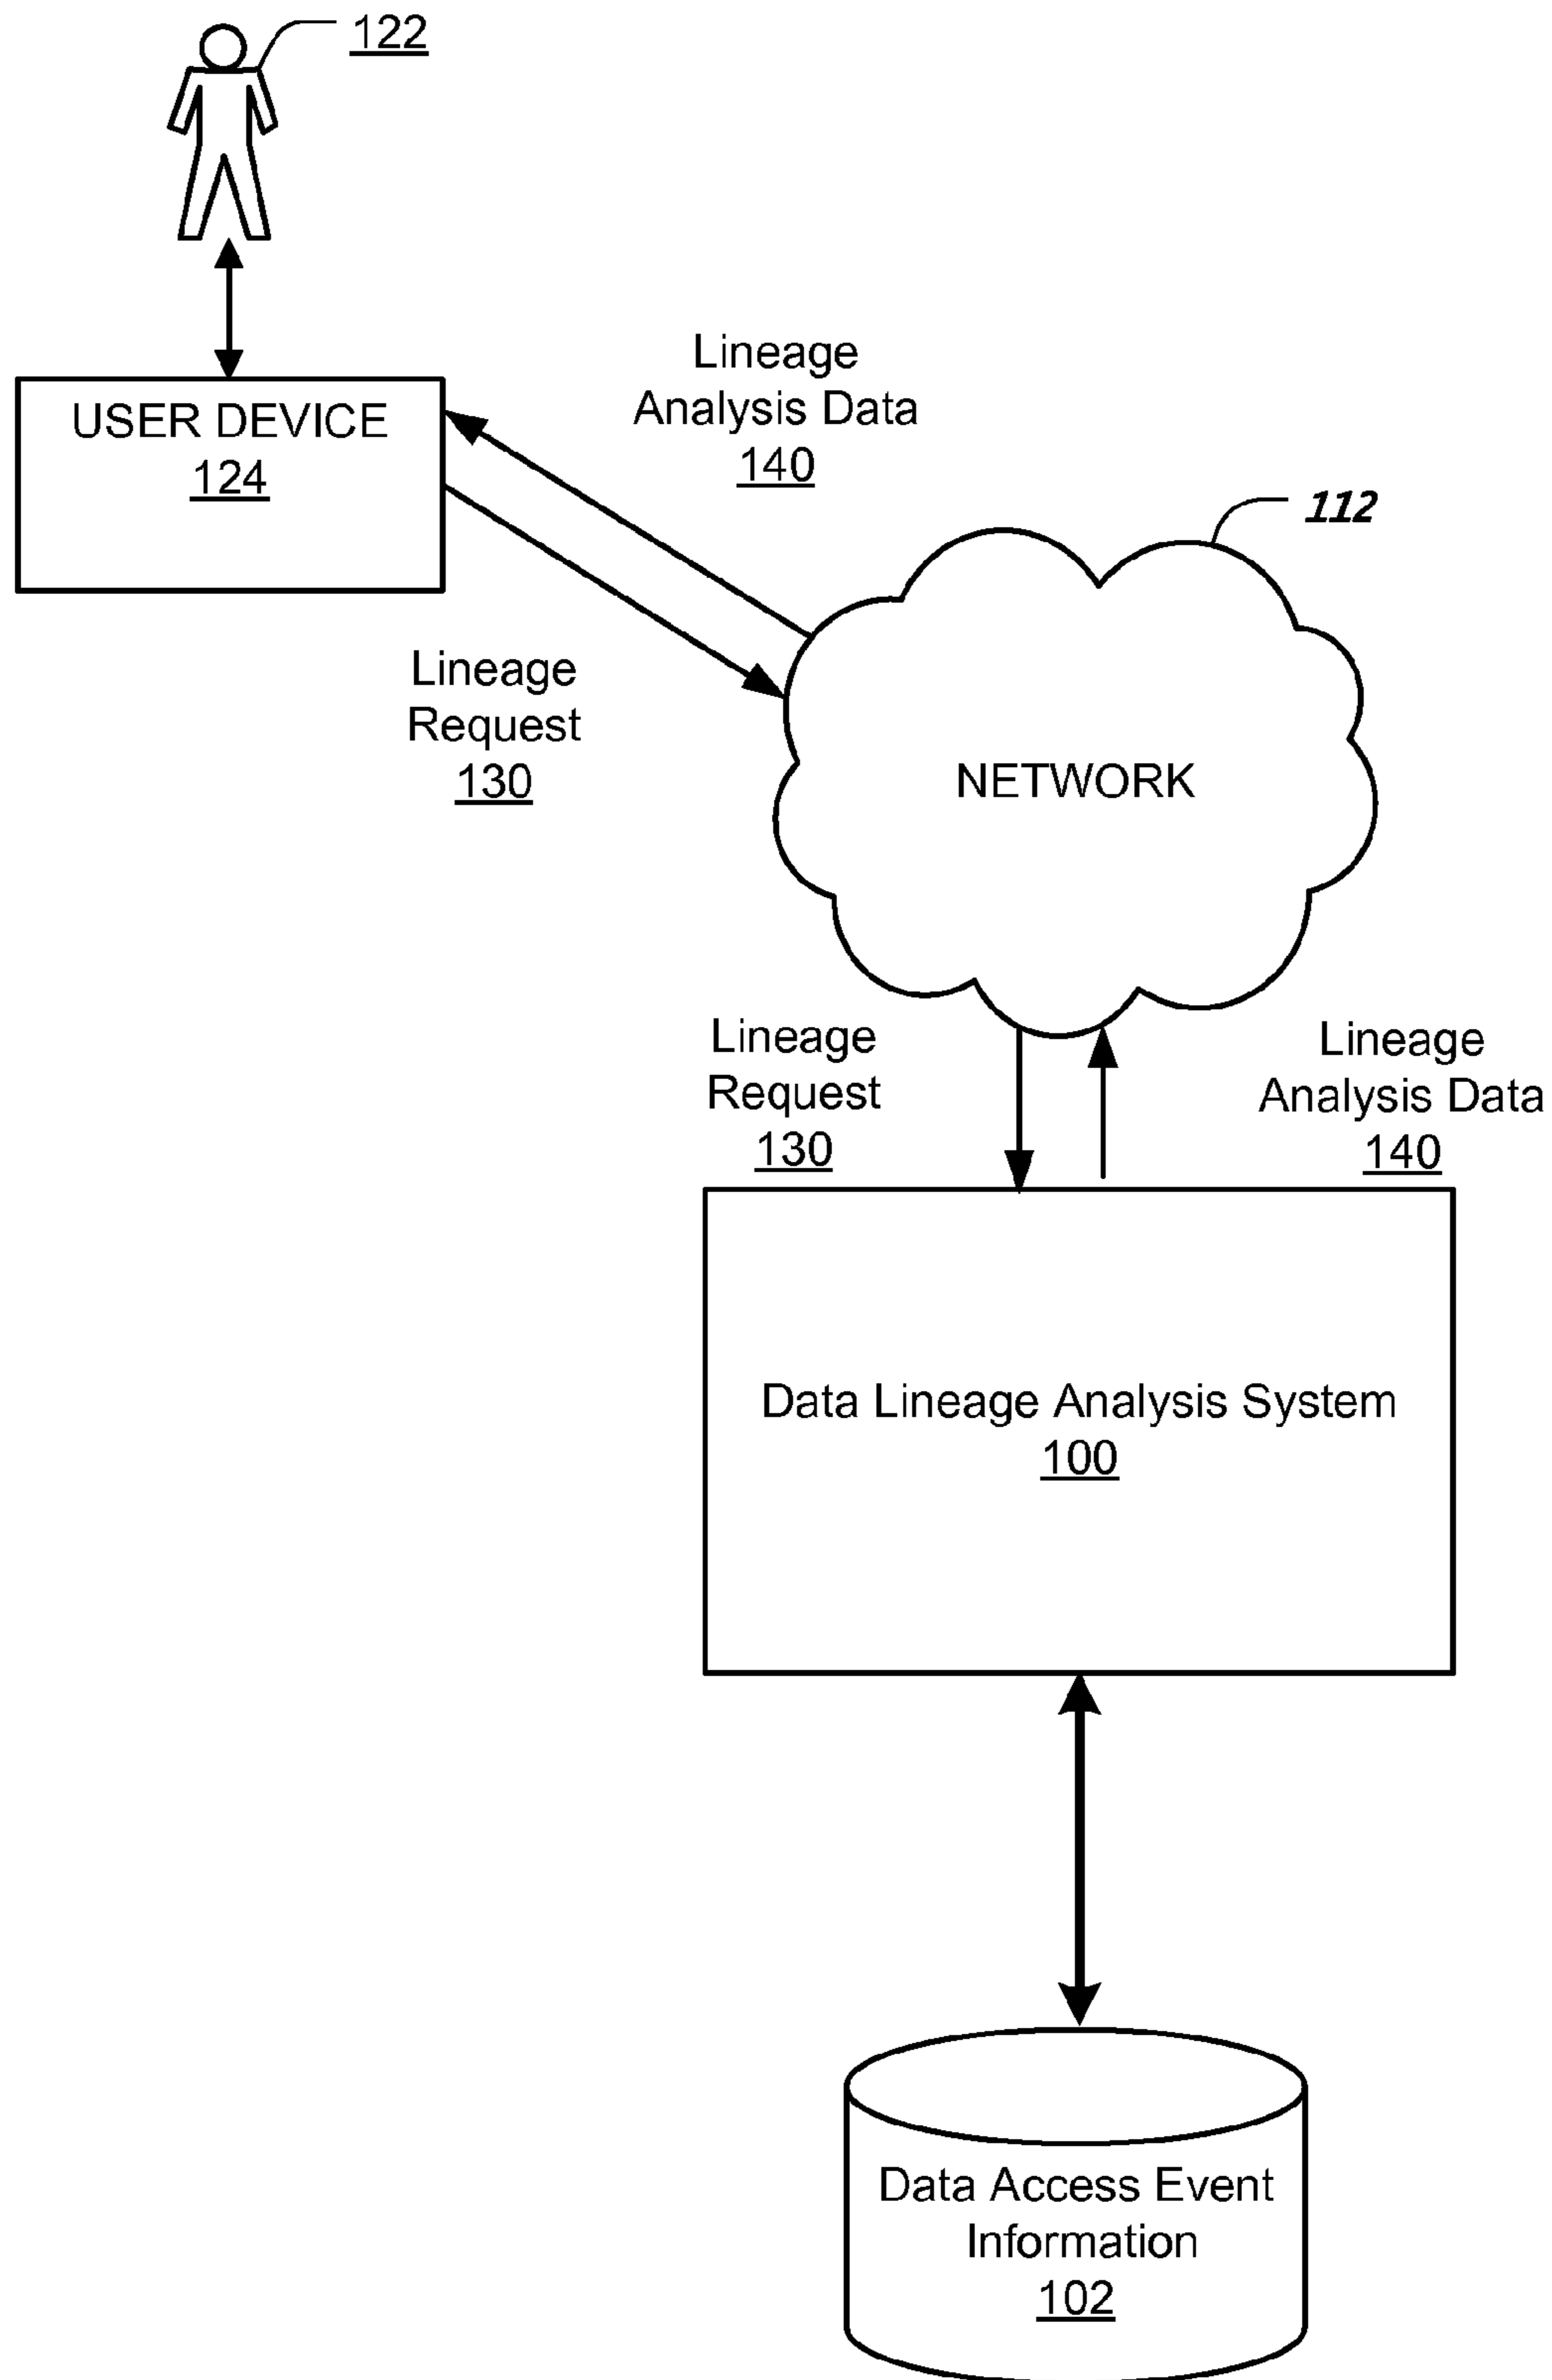 122
USER DEVICE
124
Lineage
Analysis Data
140
112
Lineage
Request
130
NETWORK
Lineage
Request
130
Lineage
Analysis Data
140
Data Lineage Analysis System
100
Data Access Event
Information
102